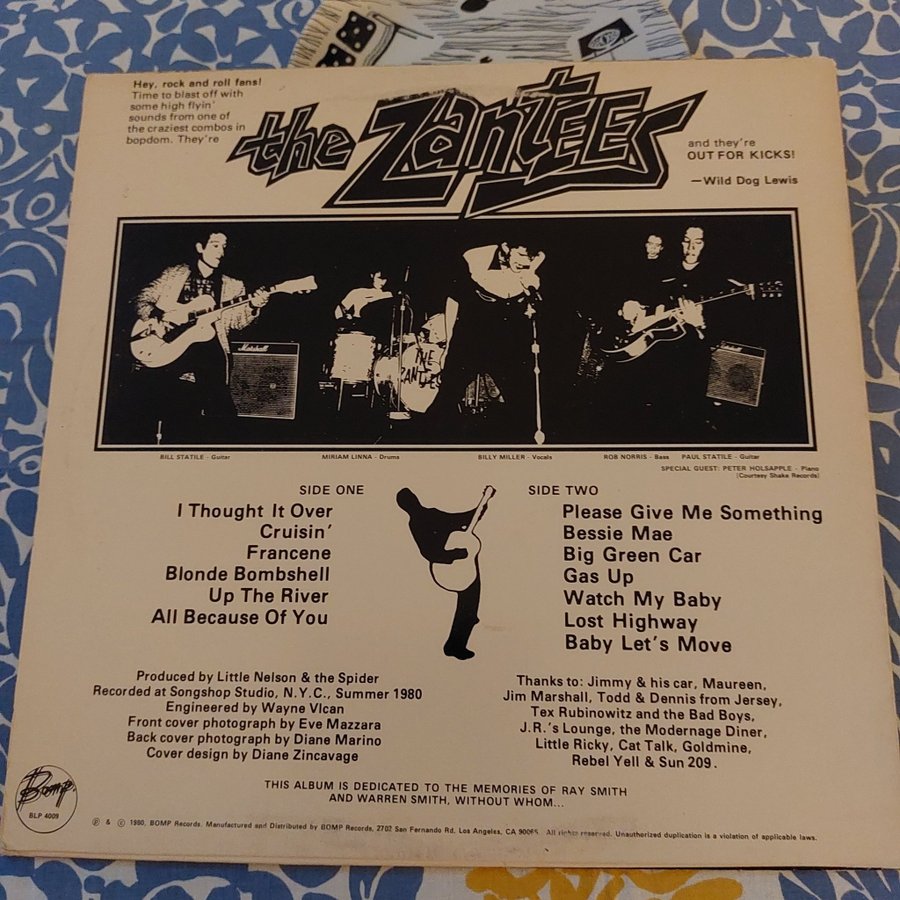 Hey, rock and roll fans!
Time to blast off with
some high flyin'
sounds from one of
the craziest combos in
bopdom. They're
the Zantees
and they're
OUT FOR KICKS!
—Wild Dog Lewis
Marshall
THE
ZANTEES
Marshall
BILL STATILE - Guitar
MIRIAM LINNA - Drums
BILLY MILLER - Vocals
ROB NORRIS - Bass
PAUL STATILE - Guitar
SPECIAL GUEST: PETER HOLSAPPLE - Piano
(Courtesy Shake Records)
SIDE ONE
I Thought It Over
Cruisin'
Francene
Blonde Bombshell
Up The River
All Because Of You
SIDE TWO
Please Give Me Something
Bessie Mae
Big Green Car
Gas Up
Watch My Baby
Lost Highway
Baby Let's Move
Produced by Little Nelson & the Spider
Recorded at Songshop Studio, N.Y.C., Summer 1980
Engineered by Wayne Vlcan
Front cover photograph by Eve Mazzara
Back cover photograph by Diane Marino
Cover design by Diane Zincavage
Thanks to: Jimmy & his car, Maureen,
Jim Marshall, Todd & Dennis from Jersey,
Tex Rubinowitz and the Bad Boys,
J.R.'s Lounge, the Modernage Diner,
Little Ricky, Cat Talk, Goldmine,
Rebel Yell & Sun 209.
THIS ALBUM IS DEDICATED TO THE MEMORIES OF RAY SMITH
AND WARREN SMITH, WITHOUT WHOM...
Bomp.
BLP 4009
℗ & © 1980, BOMP Records. Manufactured and Distributed by BOMP Records, 2702 San Fernando Rd. Los Angeles, CA 90065. All rights reserved. Unauthorized duplication is a violation of applicable laws.